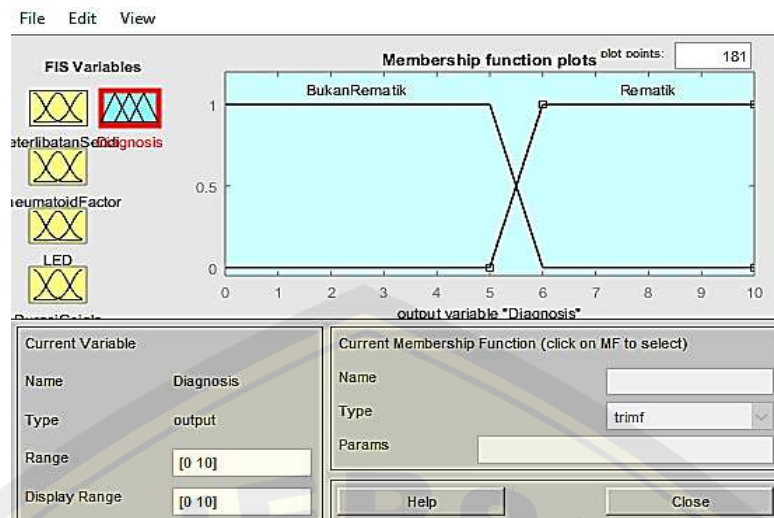 File Edit View
FIS Variables
Membership function plots
plot points:
181
BukanRematik
Rematik
1
0.5
0
0 1 2 3 4 5 6 7 8 9 10
output variable "Diagnosis"
eterlibatanSendi
Diagnosis
eumatoidFactor
LED
Current Variable
Name Diagnosis
Type output
Range [0 10]
Display Range [0 10]
Current Membership Function (click on MF to select)
Name
Type trimf
Params
Help
Close